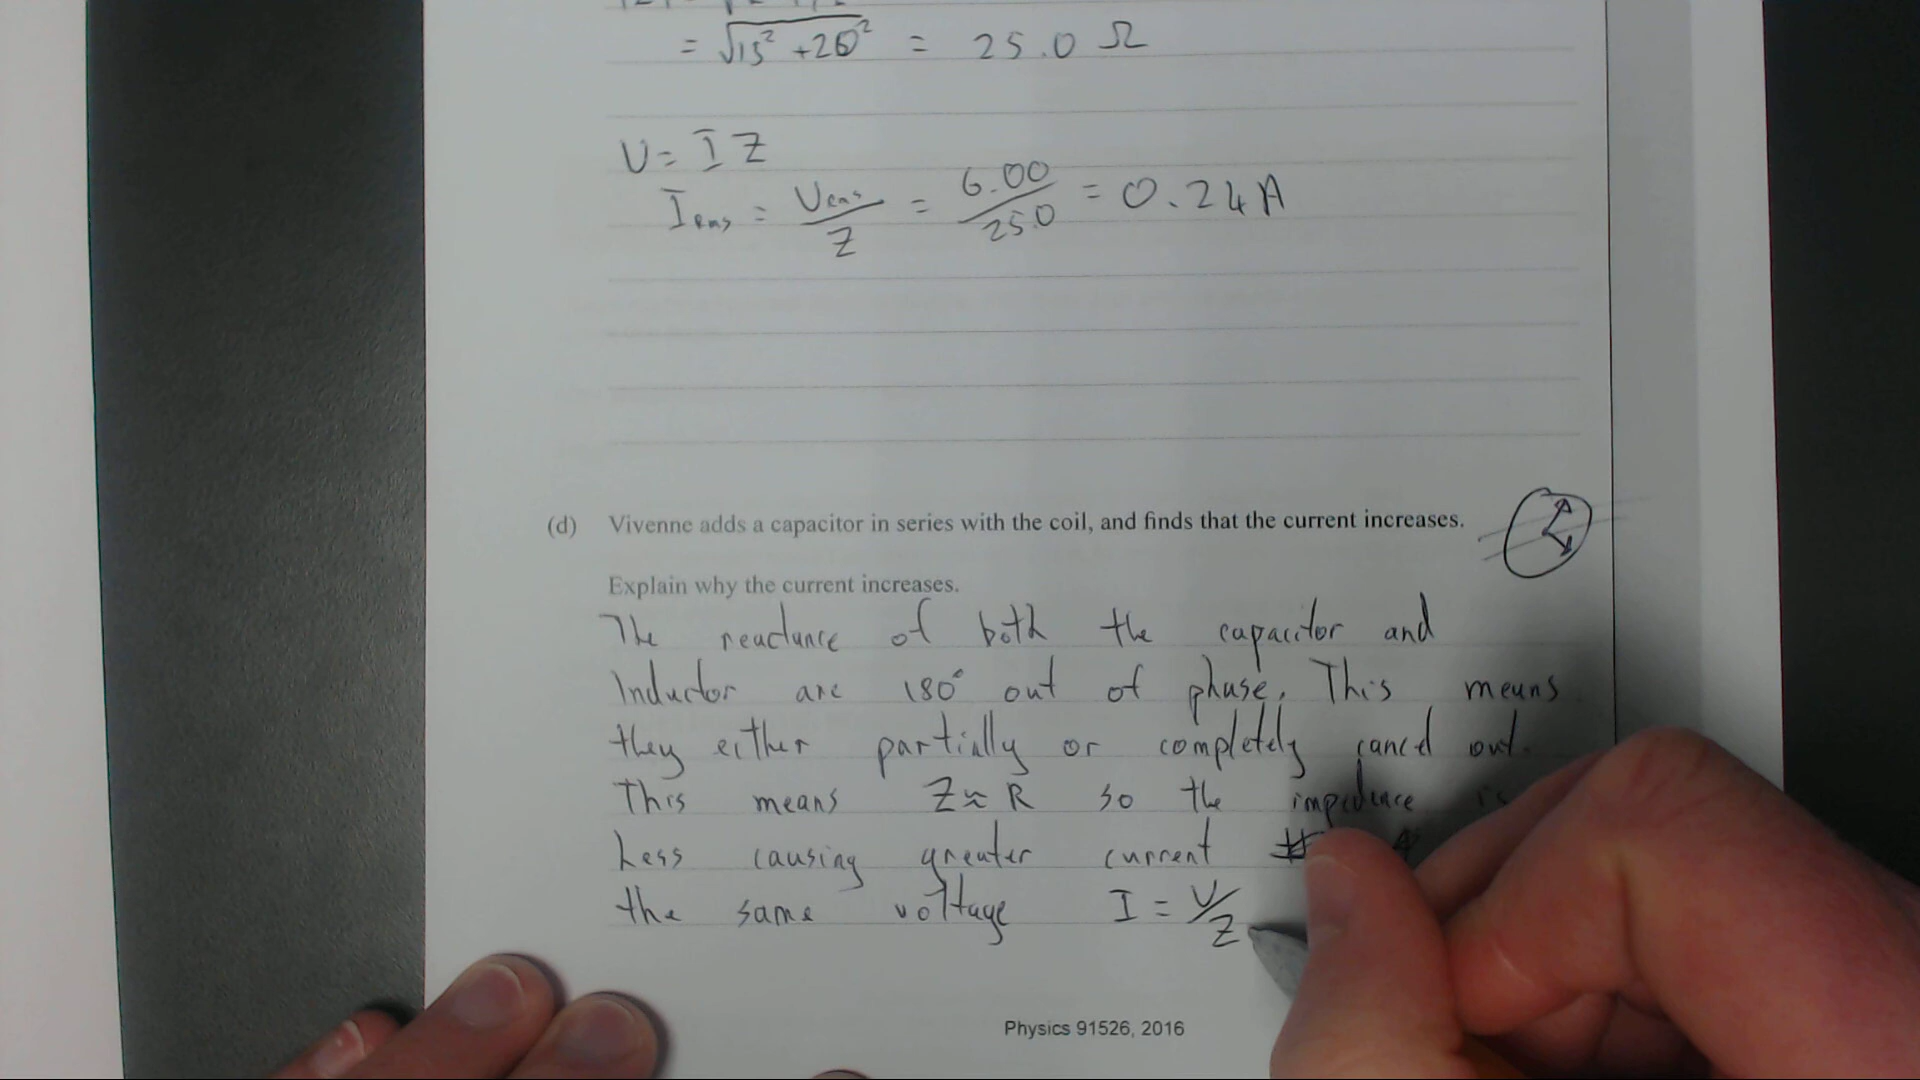 = √15² + 20² = 25.0 Ω
V = I Z
I rms = Vrms / Z = 6.00 / 25.0 = 0.24 A
(d) Vivenne adds a capacitor in series with the coil, and finds that the current increases.
Explain why the current increases.
The reactance of both the capacitor and
Inductor are 180° out of phase. This means
they either partially or completely cancel out.
This means Z ≈ R so the impedance is
Less causing greater current
the same voltage I = V/Z
Physics 91526, 2016